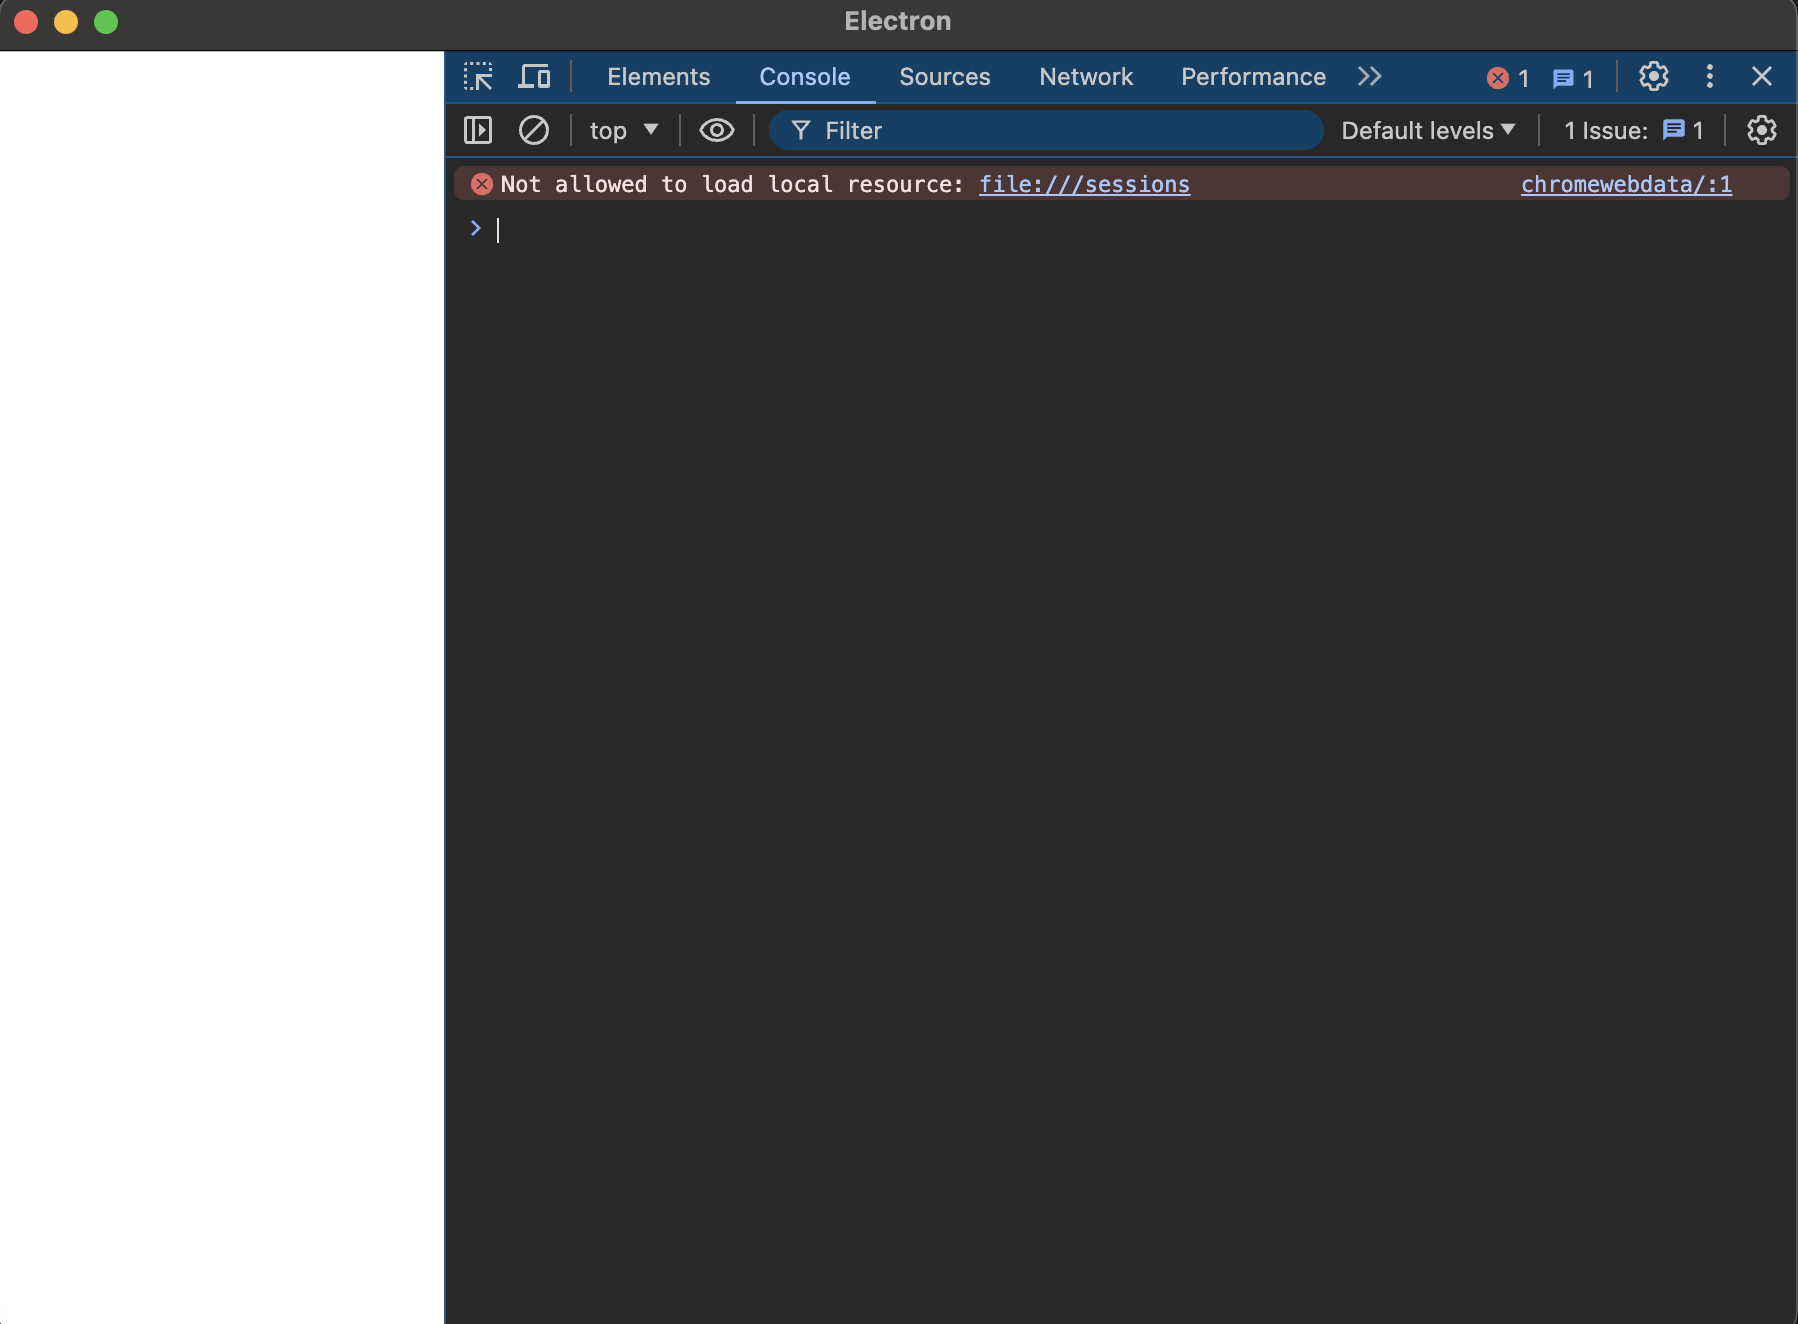 Electron
Elements Console Sources Network Performance 1 1
top Filter Default levels 1 Issue: 1
Not allowed to load local resource: file:///sessions chromewebdata/:1